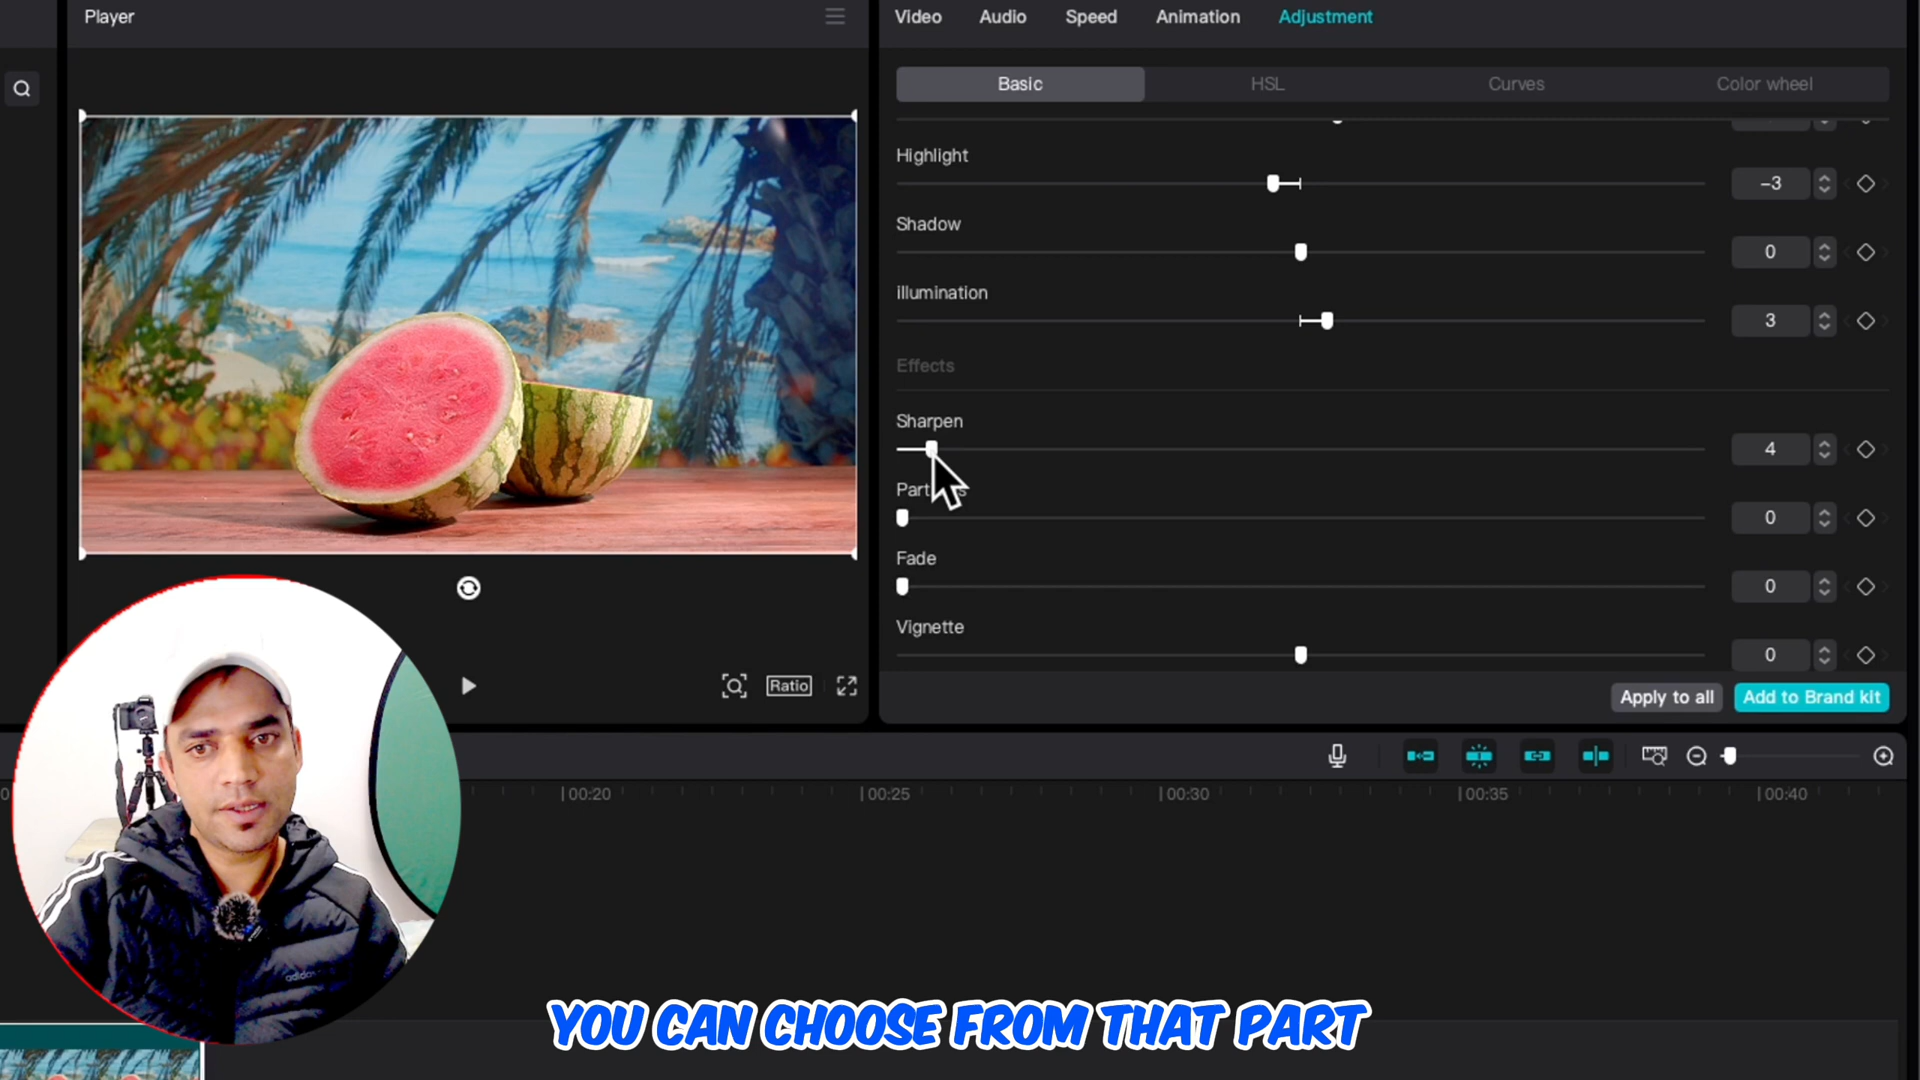 Player
Video Audio Speed Animation Adjustment
Basic HSL Curves Color wheel
Highlight
-3
Shadow
0
illumination
3
Effects
Sharpen
4
0
Fade
0
Vignette
0
Ratio
Apply to all Add to Brand kit
00:20 00:25 00:30 00:35 00:40
adidas
YOU CAN CHOOSE FROM THAT PART